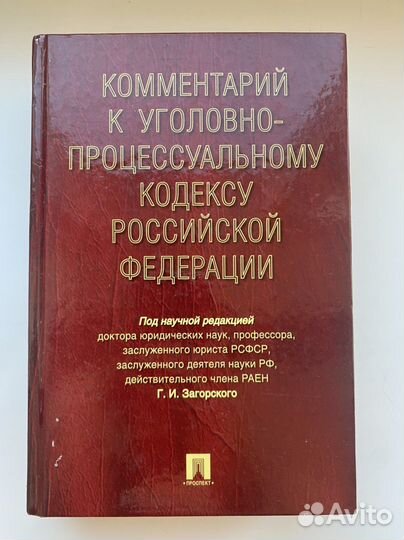 КОММЕНТАРИЙ
К УГОЛОВНО-
ПРОЦЕССУАЛЬНОМУ
КОДЕКСУ
РОССИЙСКОЙ
ФЕДЕРАЦИИ
Под научной редакцией
доктора юридических наук, профессора,
заслуженного юриста РСФСР,
заслуженного деятеля науки РФ,
действительного члена РАЕН
Г. И. Загорского
• ПРОСПЕКТ •
Avito